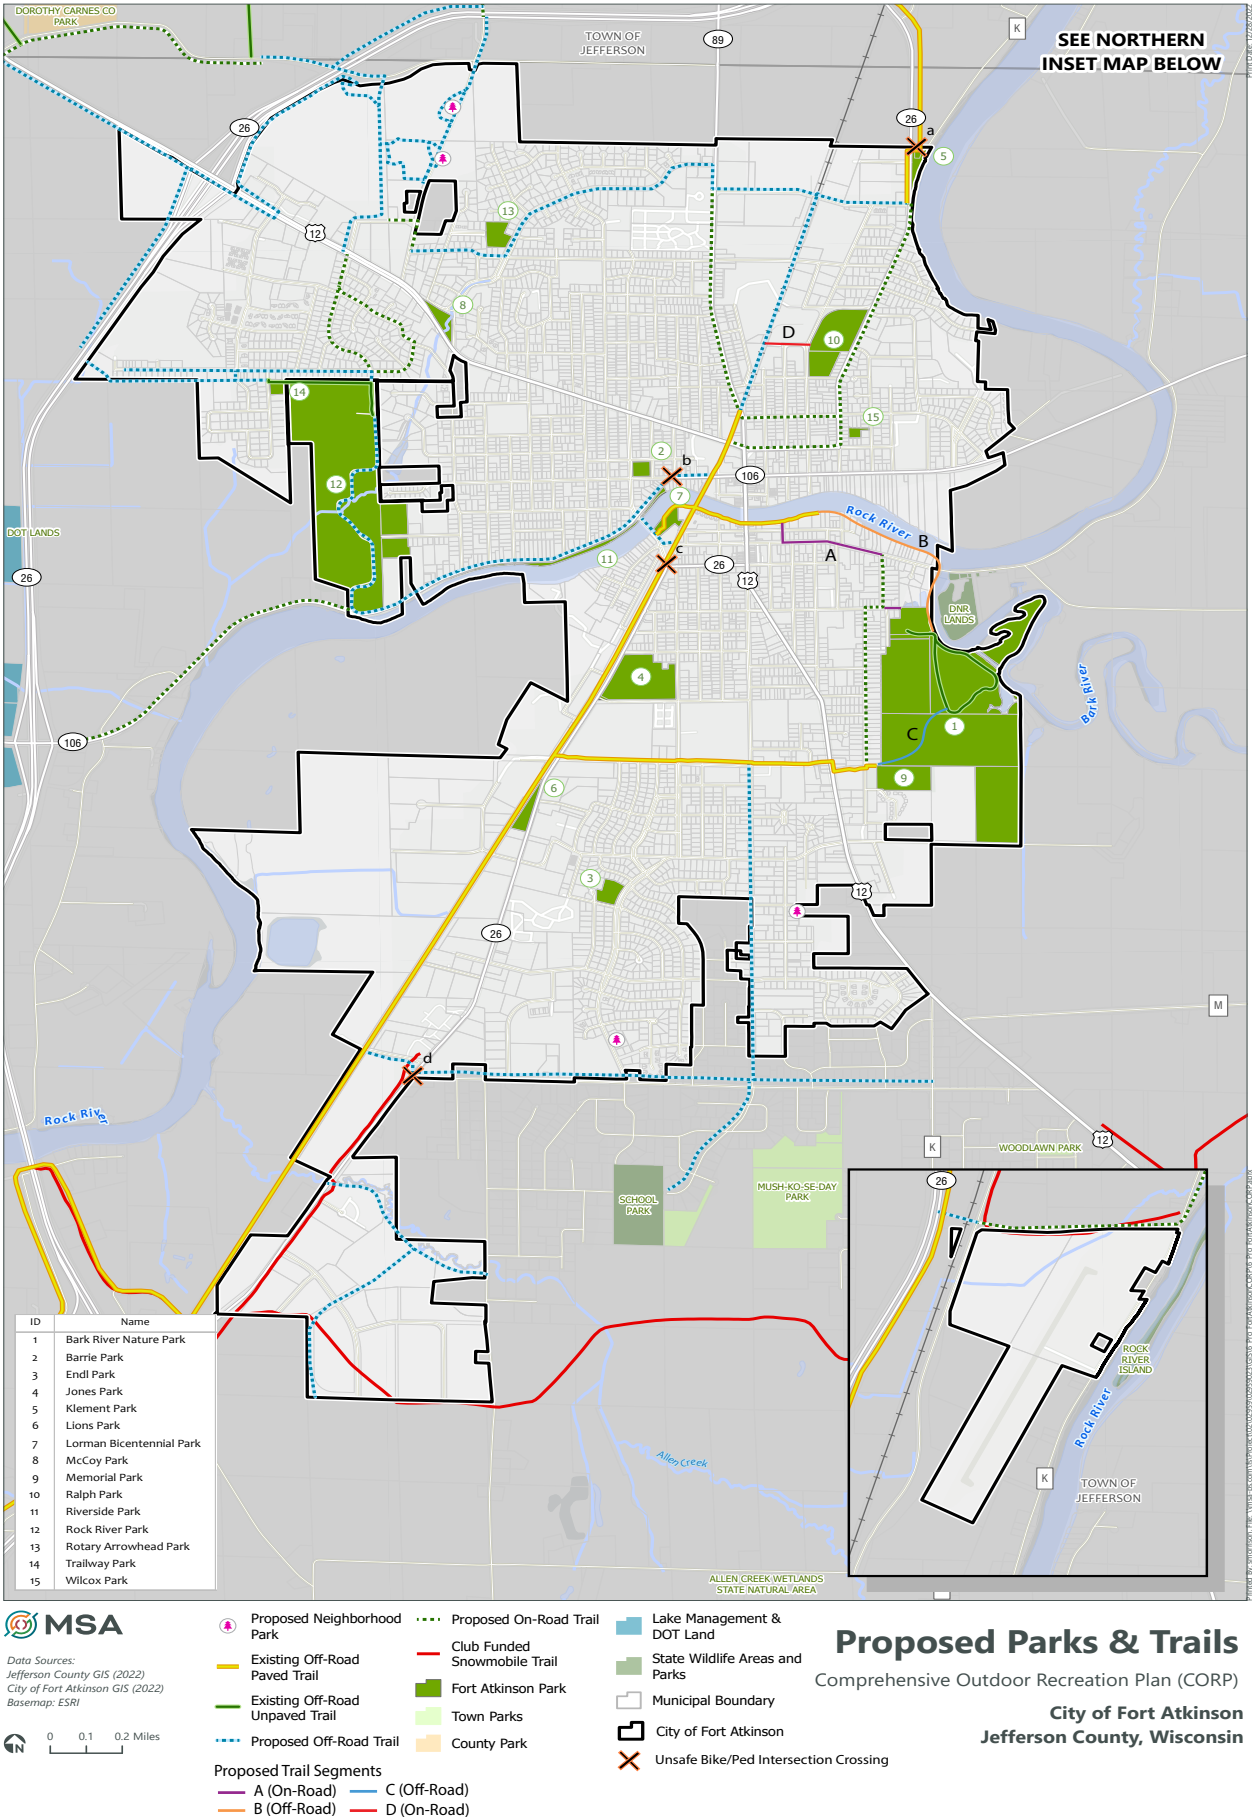 DOROTHY CARNES CO
PARK
TOWN OF
JEFFERSON
89
K
SEE NORTHERN
INSET MAP BELOW
Print Date: 12/28/2022
26
26
a
5
12
13
8
D
10
14
15
2
b
106
12
7
Rock River
B
A
DOT LANDS
11
c
26
12
26
DNR
LANDS
4
Bark River
1
C
106
9
6
3
12
26
M
d
Rock River
K
12
WOODLAWN PARK
SCHOOL
PARK
MUSH-KO-SE-DAY
PARK
26
ROCK
RIVER
ISLAND
Rock River
K
TOWN OF
JEFFERSON
Allen Creek
ALLEN CREEK WETLANDS
STATE NATURAL AREA
ID Name
1 Bark River Nature Park
2 Barrie Park
3 Endl Park
4 Jones Park
5 Klement Park
6 Lions Park
7 Lorman Bicentennial Park
8 McCoy Park
9 Memorial Park
10 Ralph Park
11 Riverside Park
12 Rock River Park
13 Rotary Arrowhead Park
14 Trailway Park
15 Wilcox Park
MSA
Data Sources:
Jefferson County GIS (2022)
City of Fort Atkinson GIS (2022)
Basemap: ESRI
N
0 0.1 0.2 Miles
Proposed Neighborhood
Park
Existing Off-Road
Paved Trail
Existing Off-Road
Unpaved Trail
Proposed Off-Road Trail
Proposed On-Road Trail
Club Funded
Snowmobile Trail
Fort Atkinson Park
Town Parks
County Park
Lake Management &
DOT Land
State Wildlife Areas and
Parks
Municipal Boundary
City of Fort Atkinson
Unsafe Bike/Ped Intersection Crossing
Proposed Trail Segments
A (On-Road)
B (Off-Road)
C (Off-Road)
D (On-Road)
Proposed Parks & Trails
Comprehensive Outdoor Recreation Plan (CORP)
City of Fort Atkinson
Jefferson County, Wisconsin